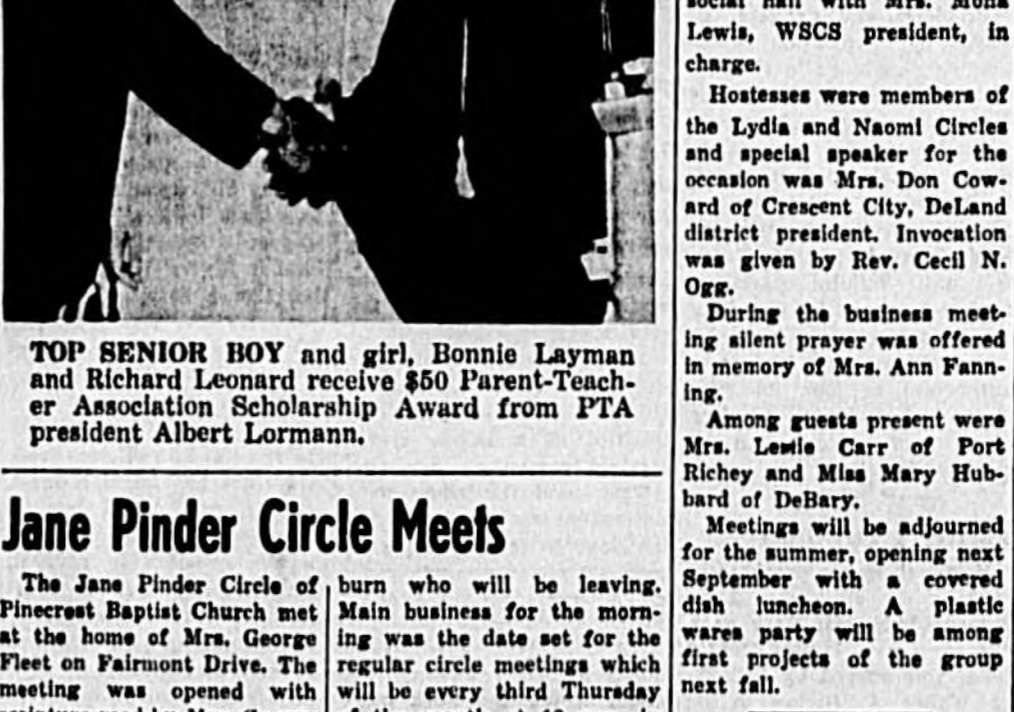 TOP SENIOR BOY and girl, Bonnie Layman
and Richard Leonard receive $50 Parent-Teach-
er Association Scholarship Award from PTA
president Albert Lormann.
Jane Pinder Circle Meets
The Jane Pinder Circle of
Pinecrest Baptist Church met
at the home of Mrs. George
Fleet on Fairmont Drive. The
meeting was opened with
burn who will be leaving.
Main business for the morn-
ing was the date set for the
regular circle meetings which
will be every third Thursday
social hall with Mrs. Mona
Lewis, WSCS president, in
charge.
Hostesses were members of
the Lydia and Naomi Circles
and special speaker for the
occasion was Mrs. Don Cow-
ard of Crescent City, DeLand
district president. Invocation
was given by Rev. Cecil N.
Ogg.
During the business meet-
ing silent prayer was offered
in memory of Mrs. Ann Fann-
ing.
Among guests present were
Mrs. Leslie Carr of Port
Richey and Miss Mary Hub-
bard of DeBary.
Meetings will be adjourned
for the summer, opening next
September with a covered
dish luncheon. A plastic
wares party will be among
first projects of the group
next fall.